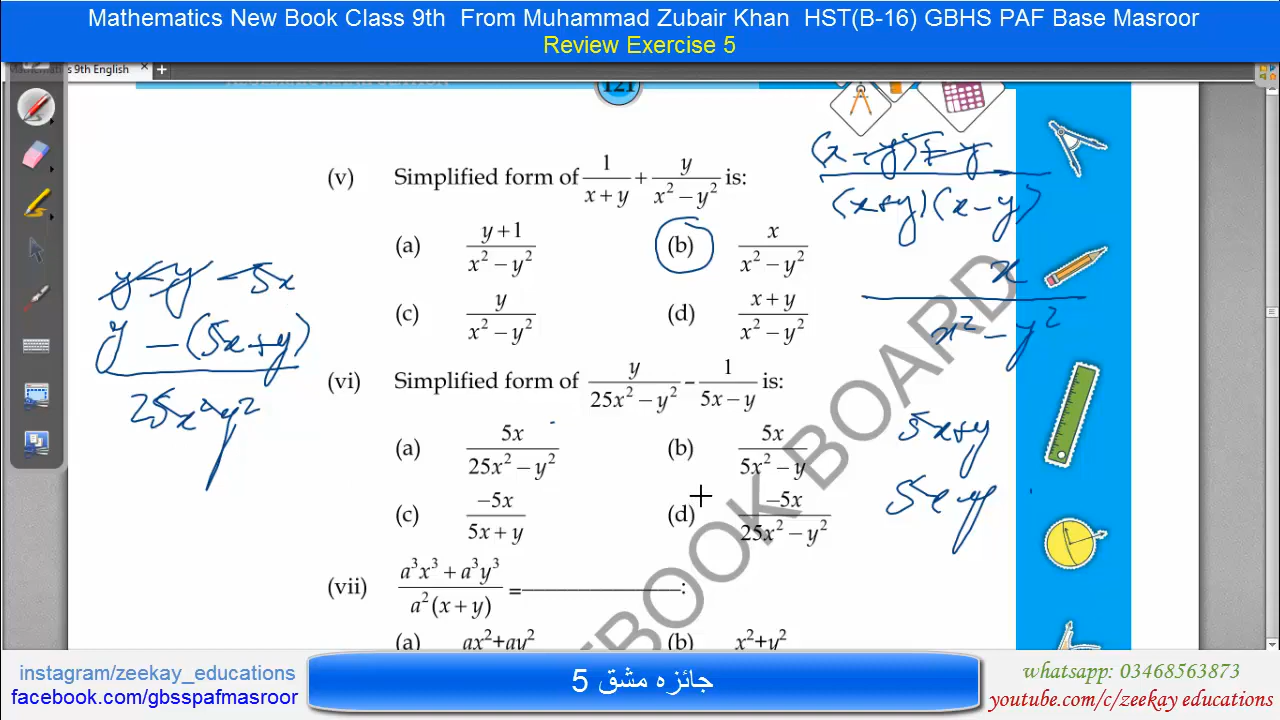 Mathematics New Book Class 9th From Muhammad Zubair Khan HST(B-16) GBHS PAF Base Masroor
Review Exercise 5
s 9th English
121
(v) Simplified form of 1/(x + y) + y/(x² − y²) is:
(a) (y + 1)/(x² − y²) (b) x/(x² − y²)
(c) y/(x² − y²) (d) (x + y)/(x² − y²)
(vi) Simplified form of y/(25x² − y²) - 1/(5x − y) is:
(a) 5x/(25x² − y²) (b) 5x/(5x² − y)
(c) −5x/(5x + y) (d) −5x/(25x² − y²)
(vii) (a³x³ + a³y³)/(a²(x + y)) = ______________:
(a) ax²+ay² (b) x²+y²
(x − y) + y
(x+y)(x − y)
x
x² − y²
y − y − 5x
y − (5x+y)
25x² − y²
5x+y
5x − y
TEXTBOOK BOARD
instagram/zeekay_educations
facebook.com/gbsspafmasroor
جائزہ مشق 5
whatsapp: 03468563873
youtube.com/c/zeekay educations